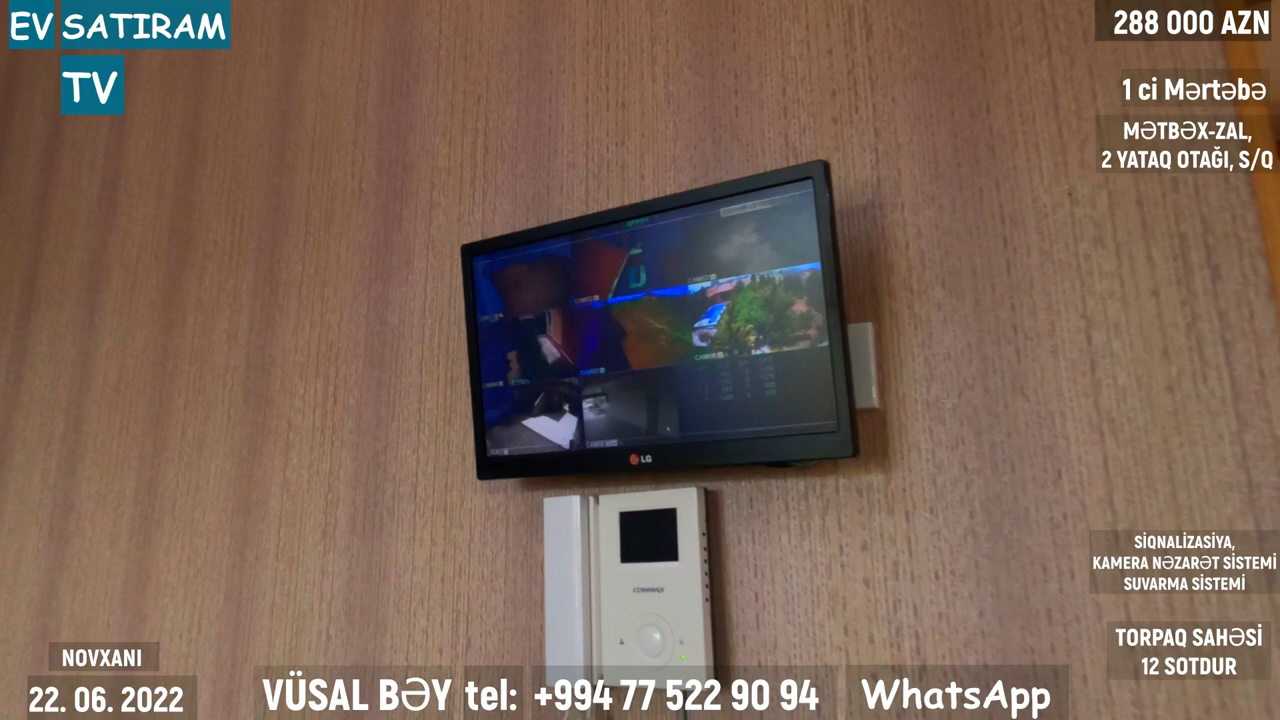 EV SATIRAM
TV
288 000 AZN
1 ci Mərtəbə
MƏTBƏX-ZAL,
2 YATAQ OTAĞI, S/Q
LG
COMMAX
SİQNALİZASİYA,
KAMERA NƏZARƏT SİSTEMİ
SUVARMA SİSTEMİ
TORPAQ SAHƏSİ
12 SOTDUR
NOVXANI
22. 06. 2022
VÜSAL BƏY tel: +994 77 522 90 94 WhatsApp